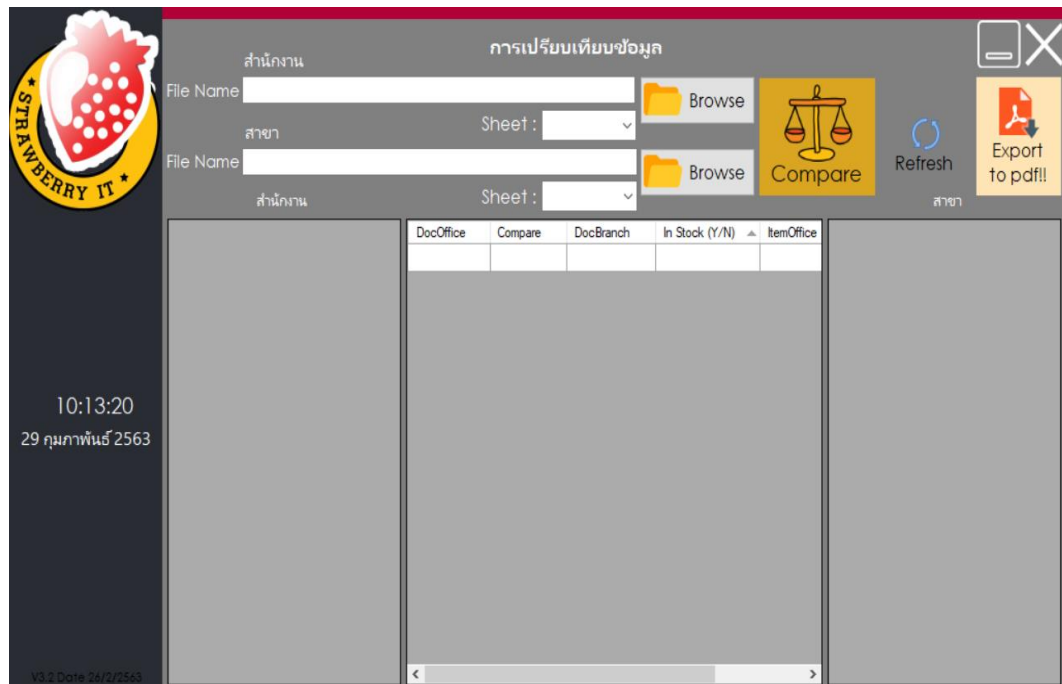 STRAWBERRY IT
การเปรียบเทียบข้อมูล
สำนักงาน
File Name
Browse
Sheet :
สาขา
File Name
Browse
Sheet :
Compare
Refresh
Export
to pdf!!
สำนักงาน
สาขา
DocOffice Compare DocBranch In Stock (Y/N) ItemOffice
10:13:20
29 กุมภาพันธ์ 2563
V3.2 Date 26/2/2563